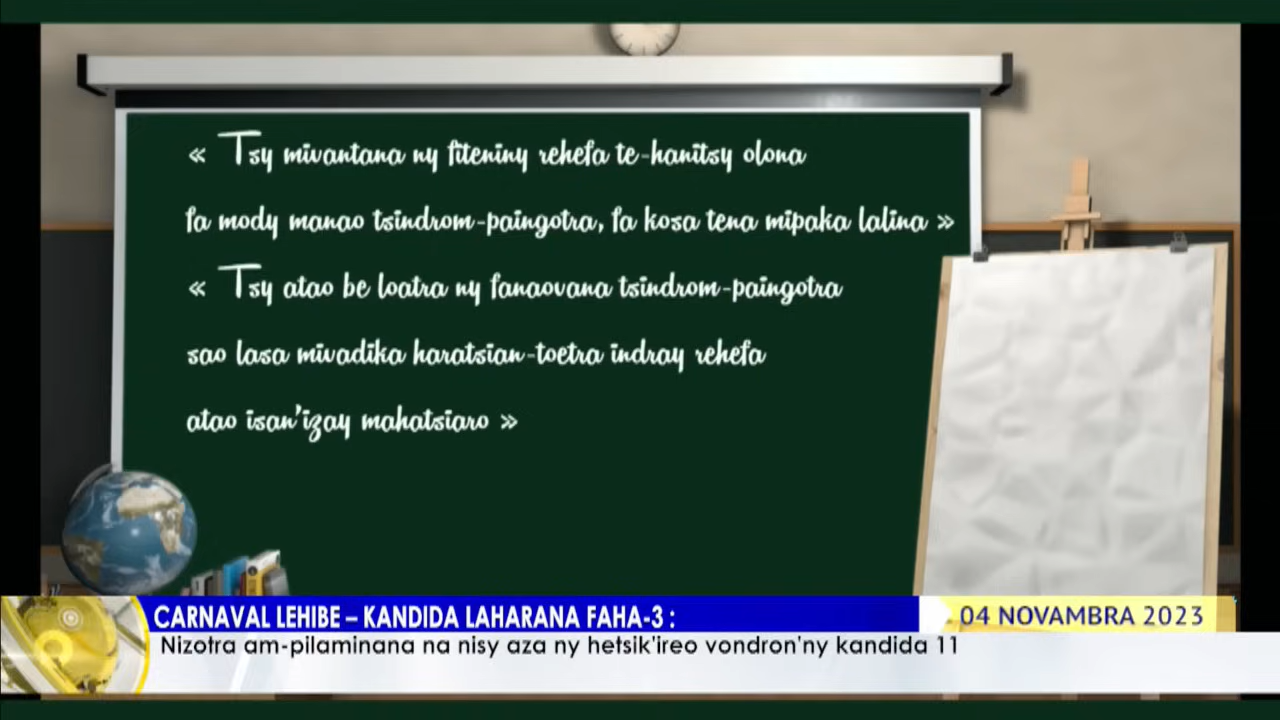 « Tsy mivantana ny fiteniny rehefa te-hanitsy olona
fa mody manao tsindrom-paingotra, fa kosa tena mipaka lalina »
« Tsy atao be loatra ny fanaovana tsindrom-paingotra
sao lasa mivadika haratsian-toetra indray rehefa
atao isan'izay mahatsiaro »
CARNAVAL LEHIBE – KANDIDA LAHARANA FAHA-3 :
04 NOVAMBRA 2023
Nizotra am-pilaminana na nisy aza ny hetsik'ireo vondron'ny kandida 11